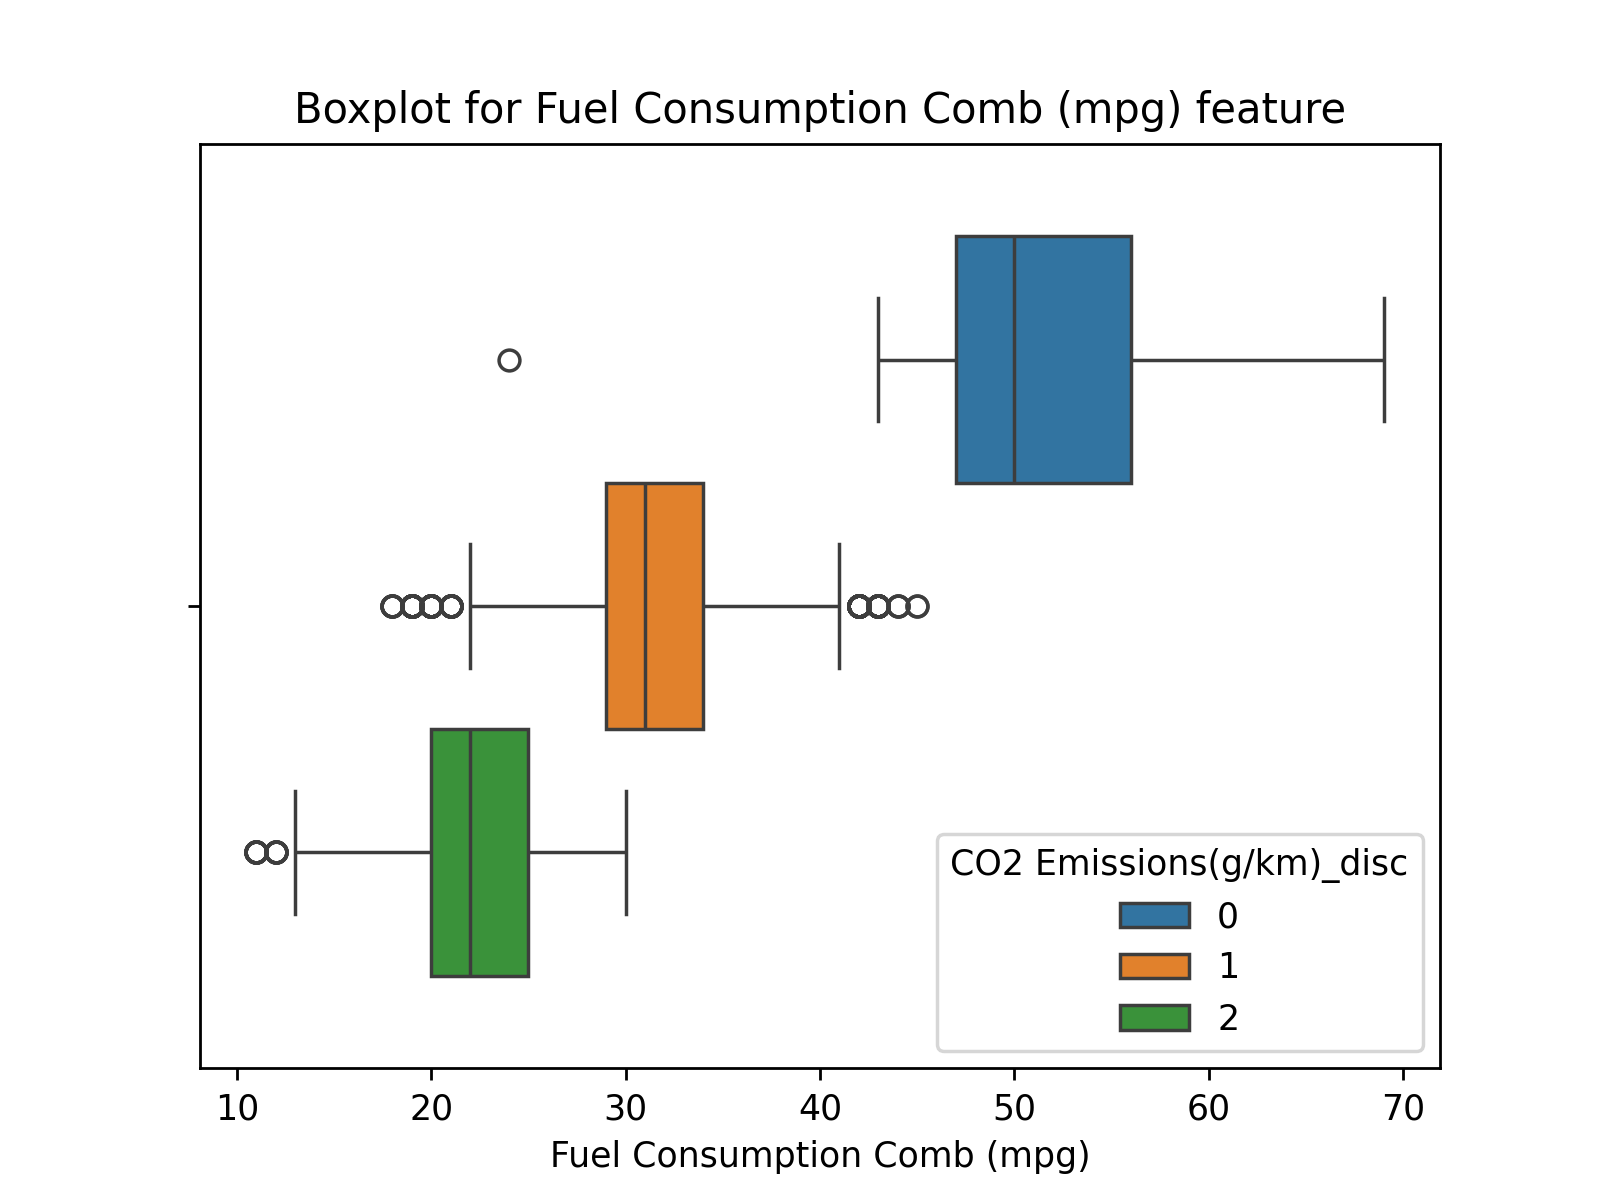 Boxplot for Fuel Consumption Comb (mpg) feature
CO2 Emissions(g/km)_disc
0
1
2
10 20 30 40 50 60 70
Fuel Consumption Comb (mpg)